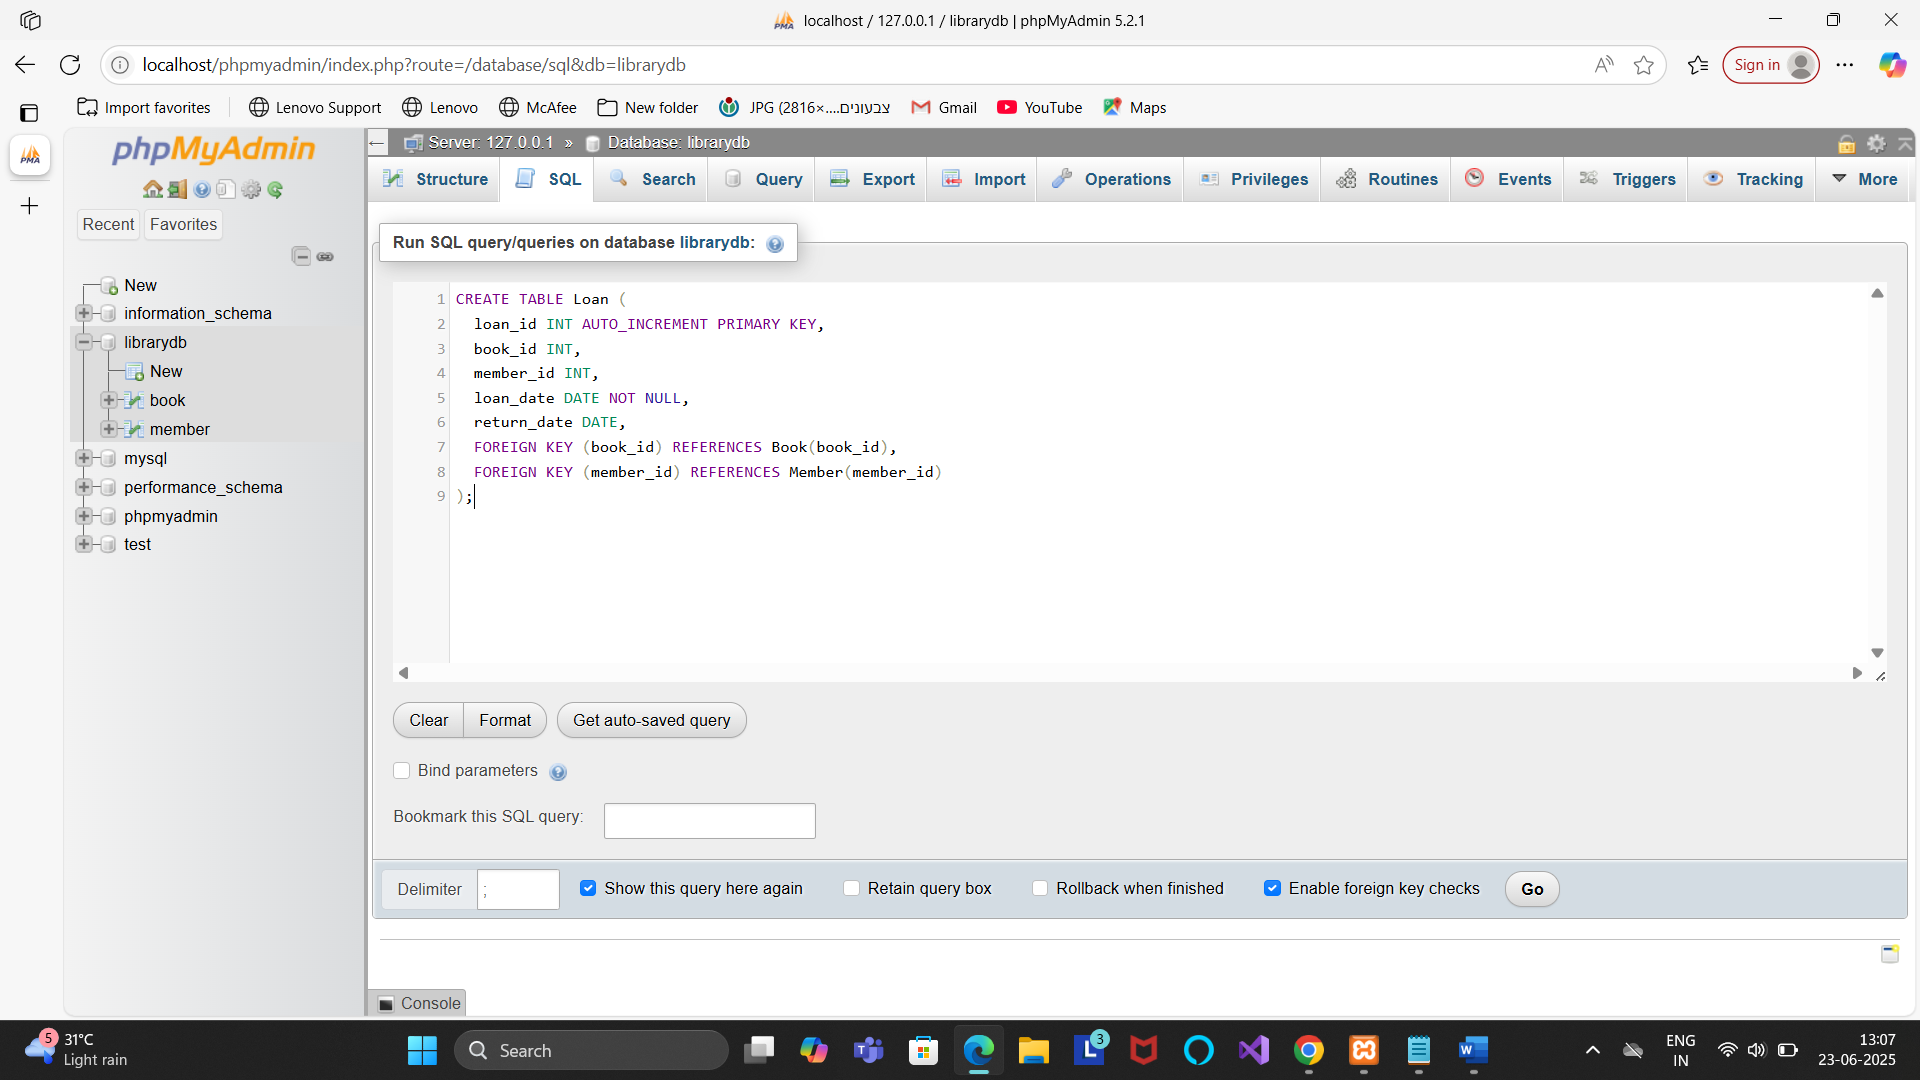 localhost / 127.0.0.1 / librarydb | phpMyAdmin 5.2.1
localhost/phpmyadmin/index.php?route=/database/sql&db=librarydb
Sign in
Import favorites
Lenovo Support
Lenovo
McAfee
New folder
JPG (2816×....צבעונים
Gmail
YouTube
Maps
PMA
phpMyAdmin
Recent
Favorites
New
information_schema
librarydb
New
book
member
mysql
performance_schema
phpmyadmin
test
Server: 127.0.0.1 » Database: librarydb
Structure
SQL
Search
Query
Export
Import
Operations
Privileges
Routines
Events
Triggers
Tracking
More
Run SQL query/queries on database librarydb:
1 CREATE TABLE Loan (
2 loan_id INT AUTO_INCREMENT PRIMARY KEY,
3 book_id INT,
4 member_id INT,
5 loan_date DATE NOT NULL,
6 return_date DATE,
7 FOREIGN KEY (book_id) REFERENCES Book(book_id),
8 FOREIGN KEY (member_id) REFERENCES Member(member_id)
9 );
Clear
Format
Get auto-saved query
Bind parameters
Bookmark this SQL query:
Delimiter
;
Show this query here again
Retain query box
Rollback when finished
Enable foreign key checks
Go
Console
5
31°C
Light rain
Search
3
ENG
IN
13:07
23-06-2025